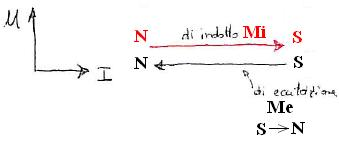 M
N di indotto Mi S
N S
I
di eccitazione
Me
S→N